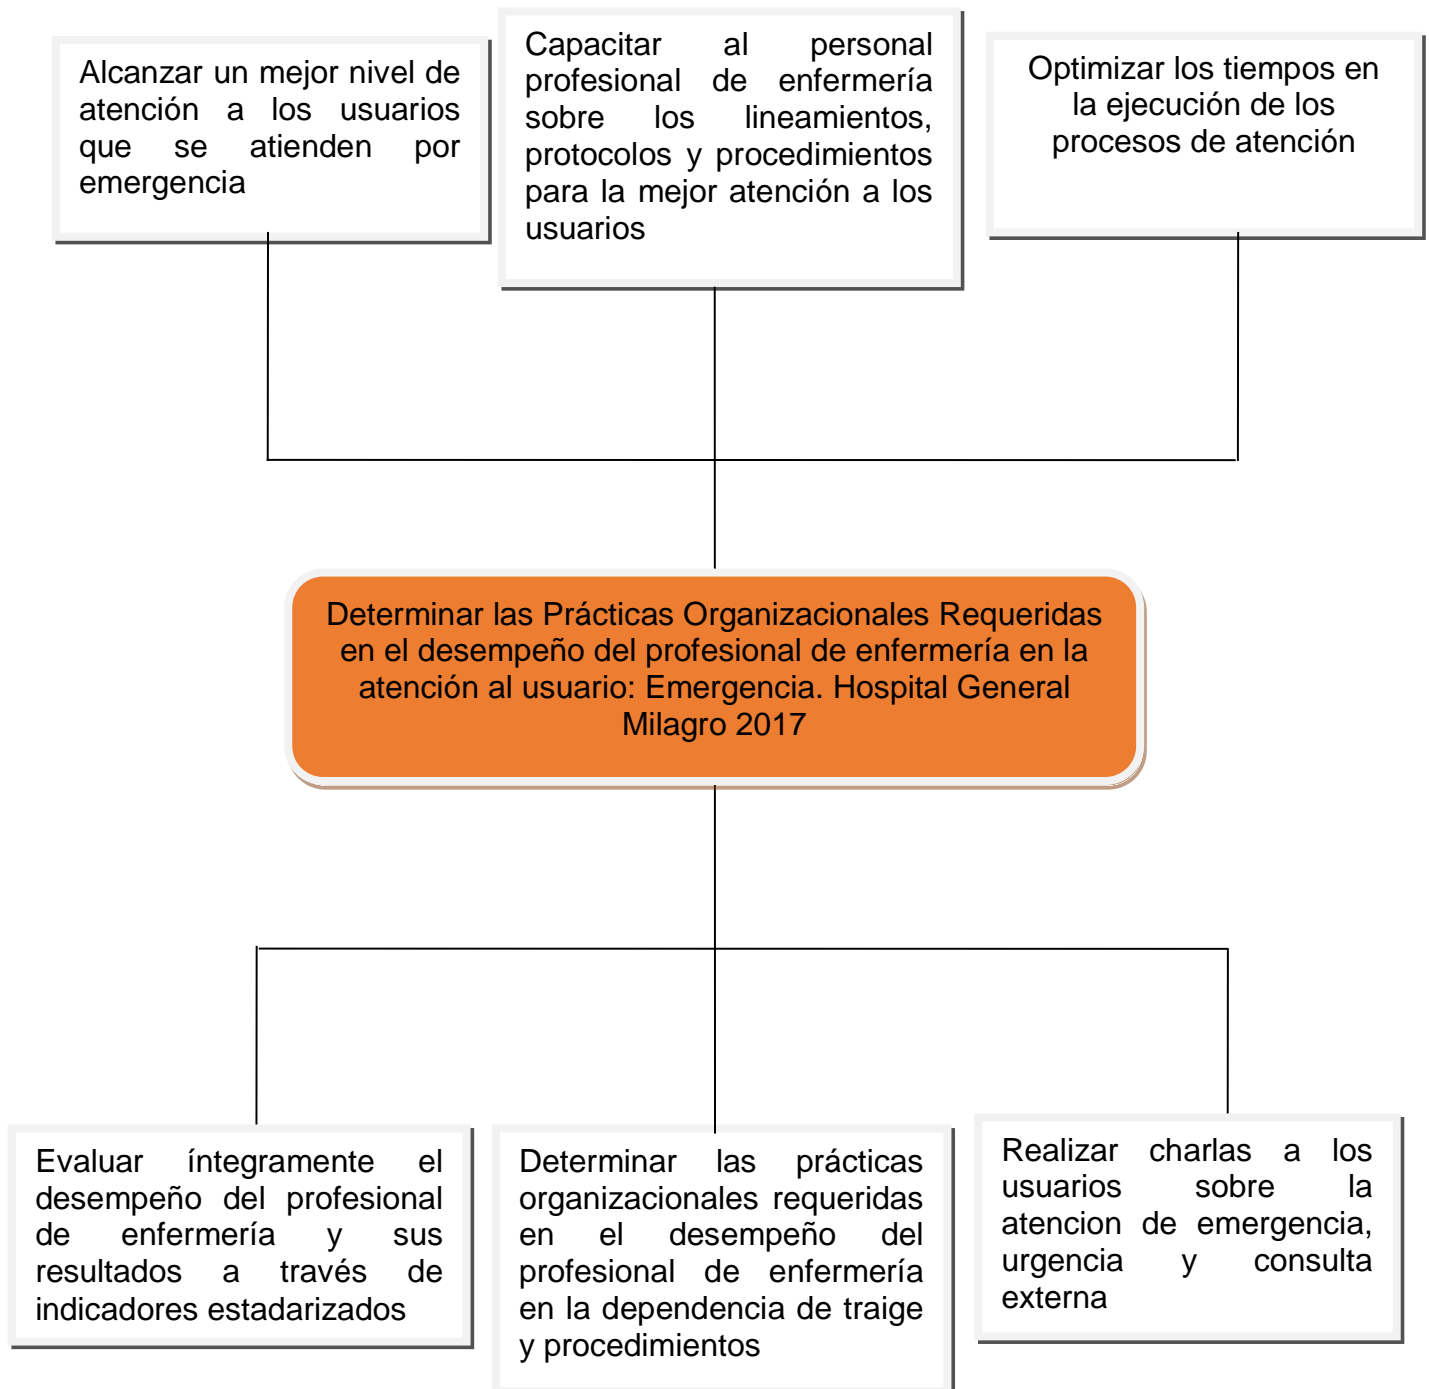 Alcanzar un mejor nivel de
atención a los usuarios
que se atienden por
emergencia
Capacitar al personal
profesional de enfermería
sobre los lineamientos,
protocolos y procedimientos
para la mejor atención a los
usuarios
Optimizar los tiempos en
la ejecución de los
procesos de atención
Determinar las Prácticas Organizacionales Requeridas
en el desempeño del profesional de enfermería en la
atención al usuario: Emergencia. Hospital General
Milagro 2017
Evaluar íntegramente el
desempeño del profesional
de enfermería y sus
resultados a través de
indicadores estadarizados
Determinar las prácticas
organizacionales requeridas
en el desempeño del
profesional de enfermería
en la dependencia de traige
y procedimientos
Realizar charlas a los
usuarios sobre la
atencion de emergencia,
urgencia y consulta
externa